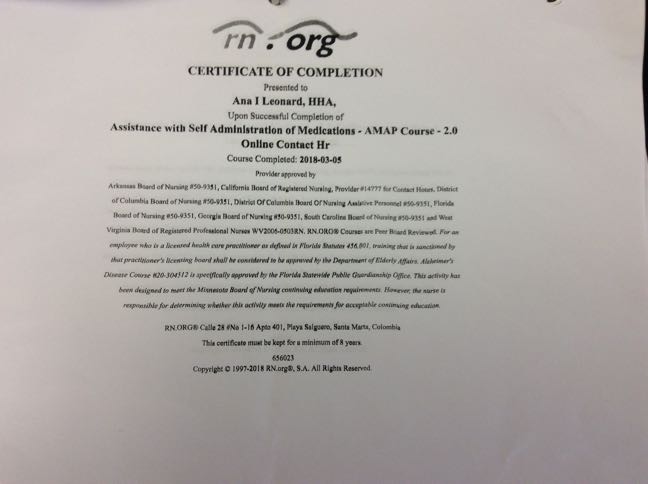 rn.org
CERTIFICATE OF COMPLETION
Presented to
Ana I Leonard, HHA,
Upon Successful Completion of
Assistance with Self Administration of Medications - AMAP Course - 2.0
Online Contact Hr
Course Completed: 2018-03-05
Provider approved by
Arkansas Board of Nursing #50-9351, California Board of Registered Nursing, Provider #14777 for Contact Hours, District
of Columbia Board of Nursing #50-9351, District Of Columbia Board Of Nursing Assistive Personnel #50-9351, Florida
Board of Nursing #50-9351, Georgia Board of Nursing #50-9351, South Carolina Board of Nursing #50-9351 and West
Virginia Board of Registered Professional Nurses WV2006-0503RN. RN.ORG® Courses are Peer Board Reviewed. For an
employee who is a licensed health care practitioner as defined in Florida Statutes 456.001, training that is sanctioned by
that practitioner's licensing board shall be considered to be approved by the Department of Elderly Affairs. Alzheimer's
Disease Course #20-304512 is specifically approved by the Florida Statewide Public Guardianship Office. This activity has
been designed to meet the Minnesota Board of Nursing continuing education requirements. However, the nurse is
responsible for determining whether this activity meets the requirements for acceptable continuing education.
RN.ORG® Calle 28 #No 1-16 Apto 401, Playa Salguero, Santa Marta, Colombia
This certificate must be kept for a minimum of 8 years.
656023
Copyright © 1997-2018 RN.org®, S.A. All Rights Reserved.